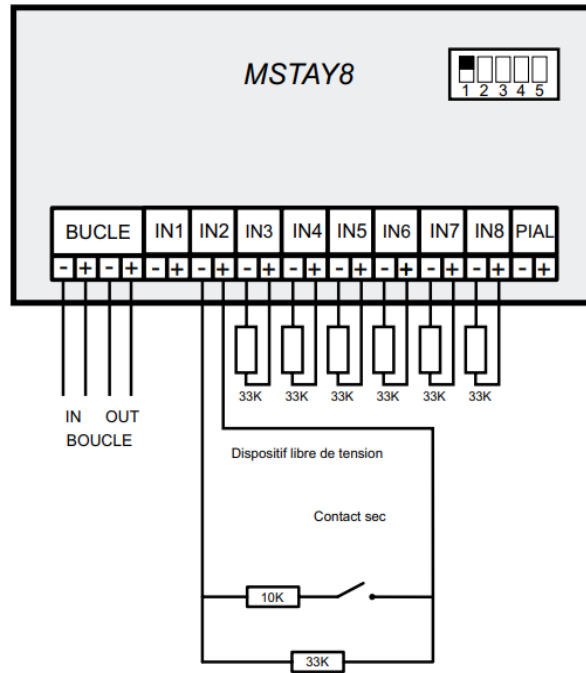 MSTAY8
1 2 3 4 5
BUCLE IN1 IN2 IN3 IN4 IN5 IN6 IN7 IN8 PIAL
- + - + - + - + - + - + - + - + - + - + - +
33K 33K 33K 33K 33K 33K
IN OUT
BOUCLE
Dispositif libre de tension
Contact sec
10K
33K